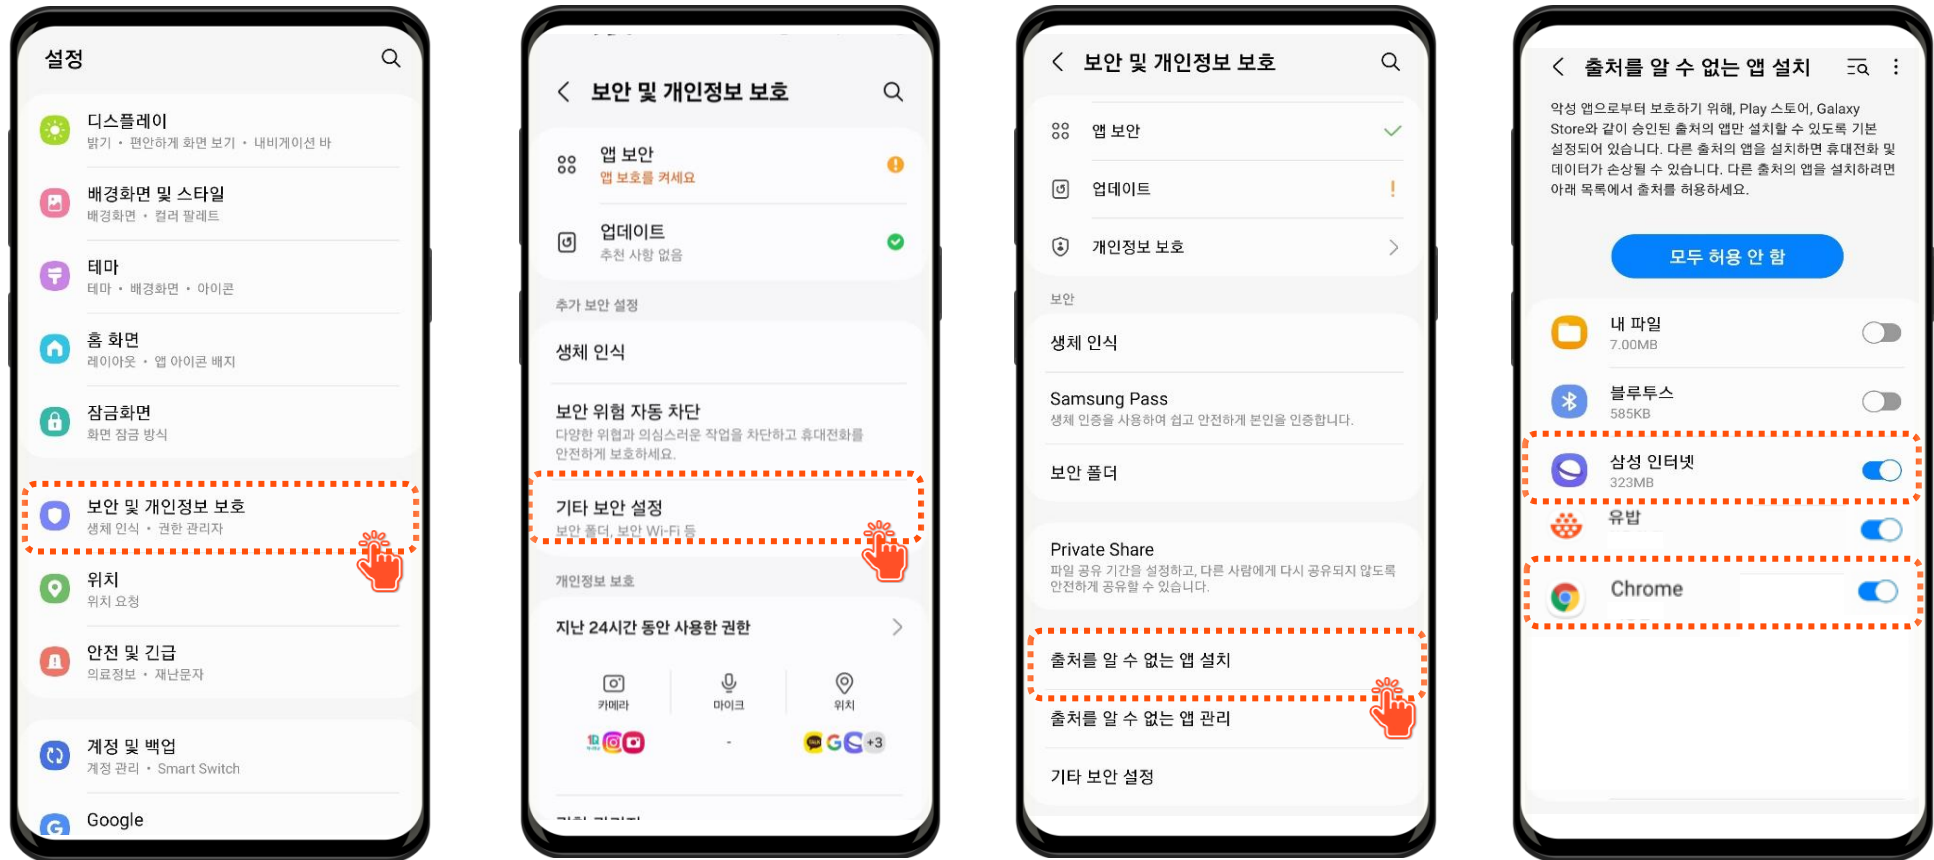 설정
디스플레이
밝기 • 편안하게 화면 보기 • 내비게이션 바
배경화면 및 스타일
배경화면 • 컬러 팔레트
테마
테마 • 배경화면 • 아이콘
홈 화면
레이아웃 • 앱 아이콘 배지
잠금화면
화면 잠금 방식
보안 및 개인정보 보호
생체 인식 • 권한 관리자
위치
위치 요청
안전 및 긴급
의료정보 • 재난문자
계정 및 백업
계정 관리 • Smart Switch
Google
보안 및 개인정보 보호
앱 보안
앱 보호를 켜세요
업데이트
추천 사항 없음
추가 보안 설정
생체 인식
보안 위험 자동 차단
다양한 위협과 의심스러운 작업을 차단하고 휴대전화를
안전하게 보호하세요.
기타 보안 설정
보안 폴더, 보안 Wi-Fi 등
개인정보 보호
지난 24시간 동안 사용한 권한
카메라
마이크
위치
-
+3
보안 및 개인정보 보호
앱 보안
업데이트
개인정보 보호
보안
생체 인식
Samsung Pass
생체 인증을 사용하여 쉽고 안전하게 본인을 인증합니다.
보안 폴더
Private Share
파일 공유 기간을 설정하고, 다른 사람에게 다시 공유되지 않도록
안전하게 공유할 수 있습니다.
출처를 알 수 없는 앱 설치
출처를 알 수 없는 앱 관리
기타 보안 설정
출처를 알 수 없는 앱 설치
악성 앱으로부터 보호하기 위해, Play 스토어, Galaxy
Store와 같이 승인된 출처의 앱만 설치할 수 있도록 기본
설정되어 있습니다. 다른 출처의 앱을 설치하면 휴대전화 및
데이터가 손상될 수 있습니다. 다른 출처의 앱을 설치하려면
아래 목록에서 출처를 허용하세요.
모두 허용 안 함
내 파일
7.00MB
블루투스
585KB
삼성 인터넷
323MB
유밥
Chrome